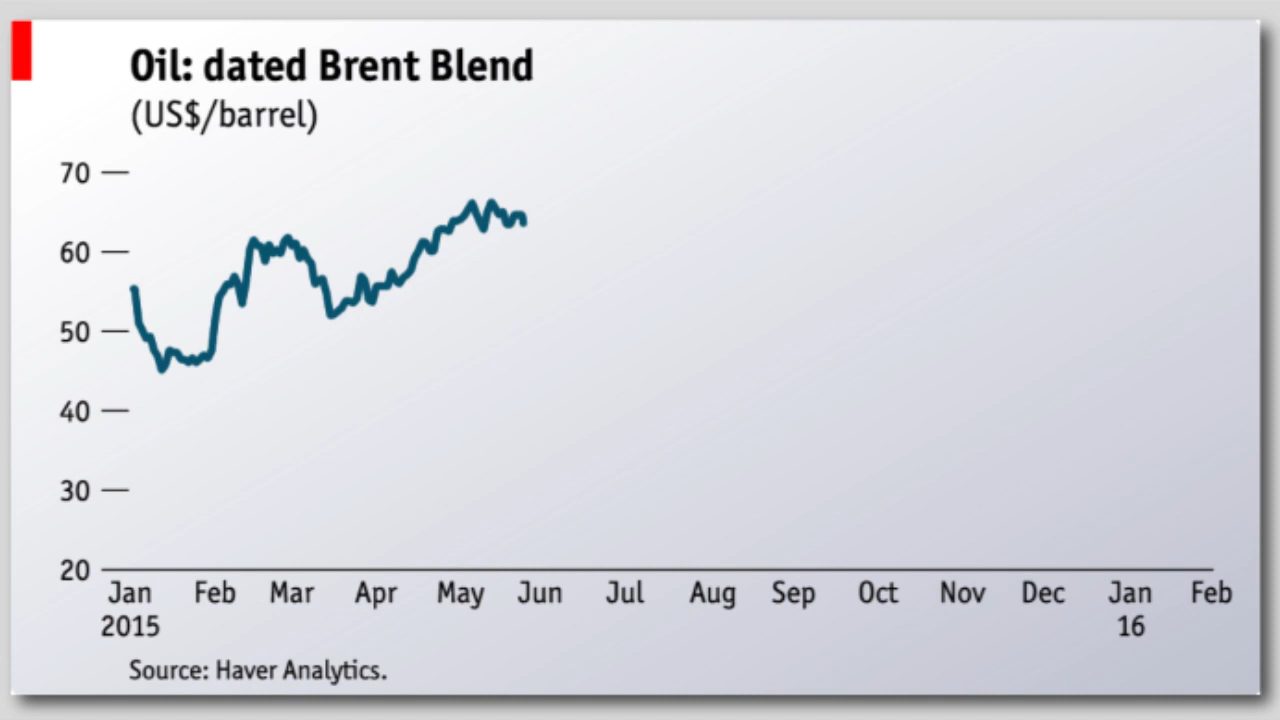 Oil: dated Brent Blend
(US$/barrel)
70
60
50
40
30
20
Jan Feb Mar Apr May Jun Jul Aug Sep Oct Nov Dec Jan Feb
2015 16
Source: Haver Analytics.